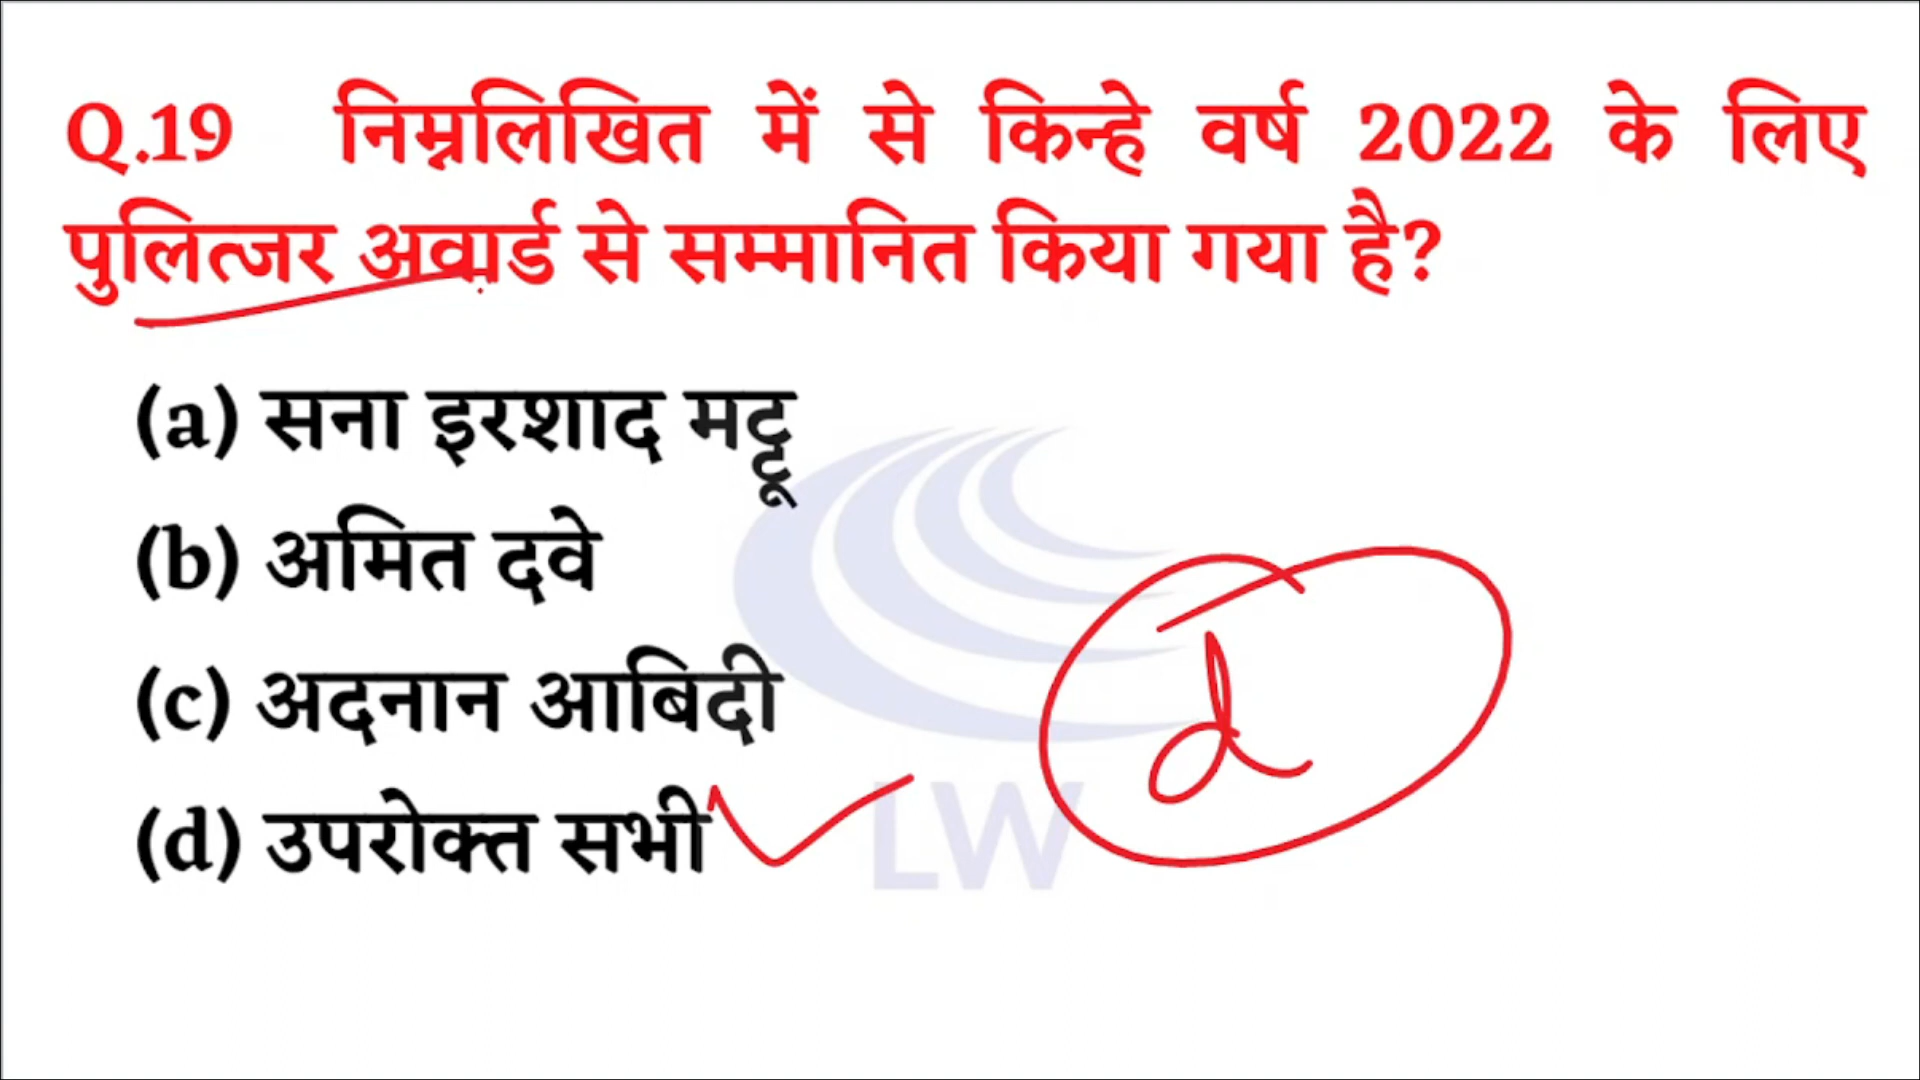 Q.19 निम्नलिखित में से किन्हे वर्ष 2022 के लिए
पुलित्जर अवार्ड से सम्मानित किया गया है?
(a) सना इरशाद मट्टू
(b) अमित दवे
(c) अदनान आबिदी
(d) उपरोक्त सभी
d
LW